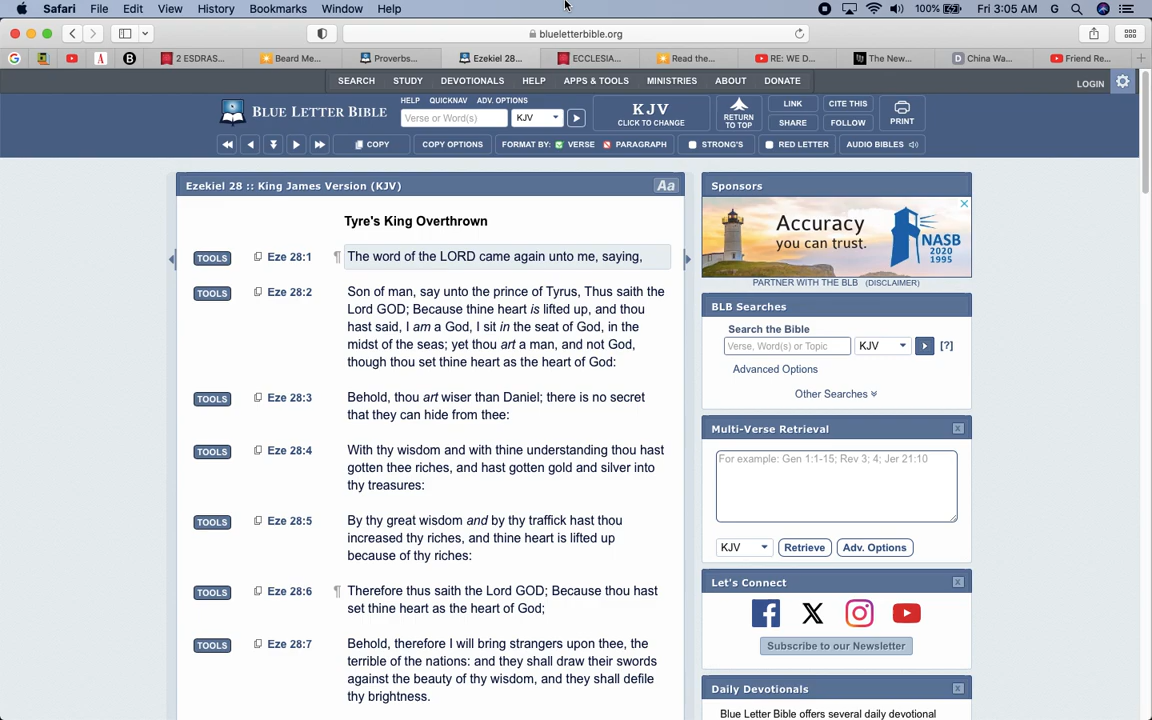 Safari File Edit View History Bookmarks Window Help 100% Fri 3:05 AM G
blueletterbible.org
2 ESDRAS... Beard Me... Proverbs... Ezekiel 28... ECCLESIA... Read the... RE: WE D... The New... China Wa... Friend Re...
SEARCH STUDY DEVOTIONALS HELP APPS & TOOLS MINISTRIES ABOUT DONATE LOGIN
BLUE LETTER BIBLE
HELP QUICKNAV ADV. OPTIONS
Verse or Word(s) KJV
KJV
CLICK TO CHANGE
RETURN
TO TOP
LINK CITE THIS
SHARE FOLLOW
PRINT
COPY COPY OPTIONS FORMAT BY: VERSE PARAGRAPH STRONG'S RED LETTER AUDIO BIBLES
Ezekiel 28 :: King James Version (KJV) Aa
Tyre's King Overthrown
TOOLS Eze 28:1 ¶ The word of the LORD came again unto me, saying,
TOOLS Eze 28:2 Son of man, say unto the prince of Tyrus, Thus saith the
Lord GOD; Because thine heart is lifted up, and thou
hast said, I am a God, I sit in the seat of God, in the
midst of the seas; yet thou art a man, and not God,
though thou set thine heart as the heart of God:
TOOLS Eze 28:3 Behold, thou art wiser than Daniel; there is no secret
that they can hide from thee:
TOOLS Eze 28:4 With thy wisdom and with thine understanding thou hast
gotten thee riches, and hast gotten gold and silver into
thy treasures:
TOOLS Eze 28:5 By thy great wisdom and by thy traffick hast thou
increased thy riches, and thine heart is lifted up
because of thy riches:
TOOLS Eze 28:6 ¶ Therefore thus saith the Lord GOD; Because thou hast
set thine heart as the heart of God;
TOOLS Eze 28:7 Behold, therefore I will bring strangers upon thee, the
terrible of the nations: and they shall draw their swords
against the beauty of thy wisdom, and they shall defile
thy brightness.
Sponsors
Accuracy
you can trust.
NASB
2020
1995
PARTNER WITH THE BLB (DISCLAIMER)
BLB Searches
Search the Bible
Verse, Word(s) or Topic KJV [?]
Advanced Options
Other Searches
Multi-Verse Retrieval x
For example: Gen 1:1-15; Rev 3; 4; Jer 21:10
KJV Retrieve Adv. Options
Let's Connect x
Subscribe to our Newsletter
Daily Devotionals x
Blue Letter Bible offers several daily devotional